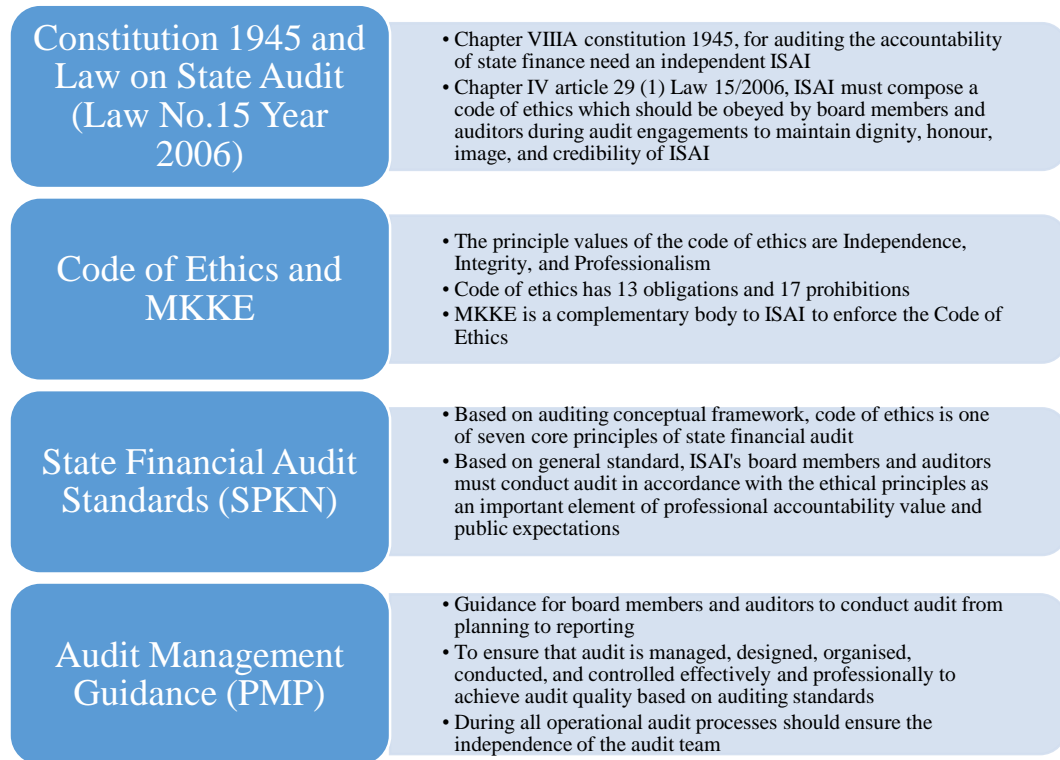 Constitution 1945 and
Law on State Audit
(Law No.15 Year
2006)
• Chapter VIIIA constitution 1945, for auditing the accountability
of state finance need an independent ISAI
• Chapter IV article 29 (1) Law 15/2006, ISAI must compose a
code of ethics which should be obeyed by board members and
auditors during audit engagements to maintain dignity, honour,
image, and credibility of ISAI
Code of Ethics and
MKKE
• The principle values of the code of ethics are Independence,
Integrity, and Professionalism
• Code of ethics has 13 obligations and 17 prohibitions
• MKKE is a complementary body to ISAI to enforce the Code of
Ethics
State Financial Audit
Standards (SPKN)
• Based on auditing conceptual framework, code of ethics is one
of seven core principles of state financial audit
• Based on general standard, ISAI's board members and auditors
must conduct audit in accordance with the ethical principles as
an important element of professional accountability value and
public expectations
Audit Management
Guidance (PMP)
• Guidance for board members and auditors to conduct audit from
planning to reporting
• To ensure that audit is managed, designed, organised,
conducted, and controlled effectively and professionally to
achieve audit quality based on auditing standards
• During all operational audit processes should ensure the
independence of the audit team